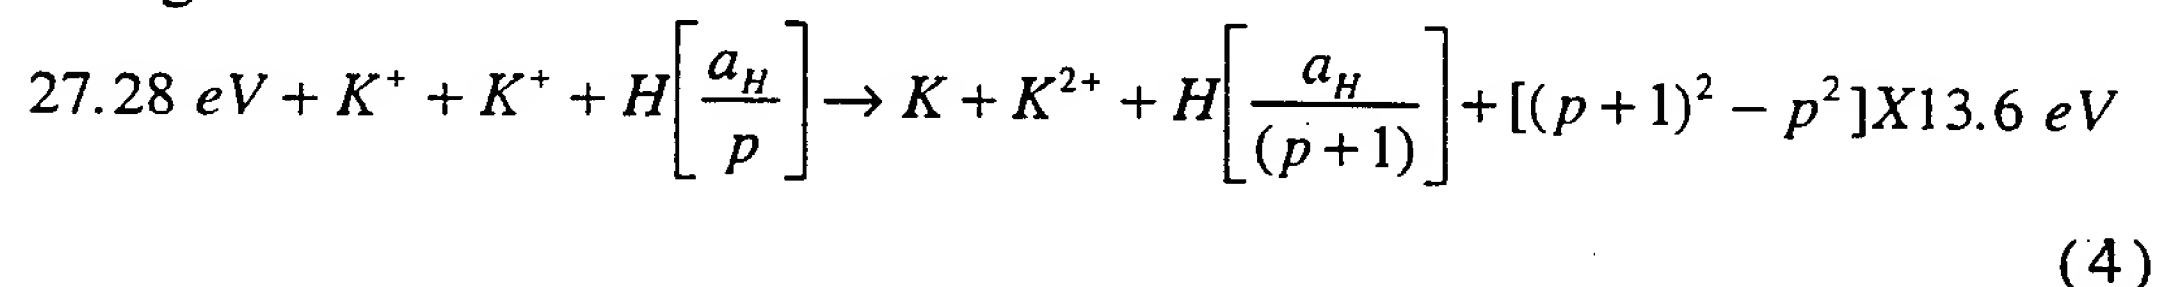 27.28 eV + K⁺ + K⁺ + H[a_H/p] → K + K²⁺ + H[a_H/(p+1)] + [(p+1)² − p²]X13.6 eV
(4)